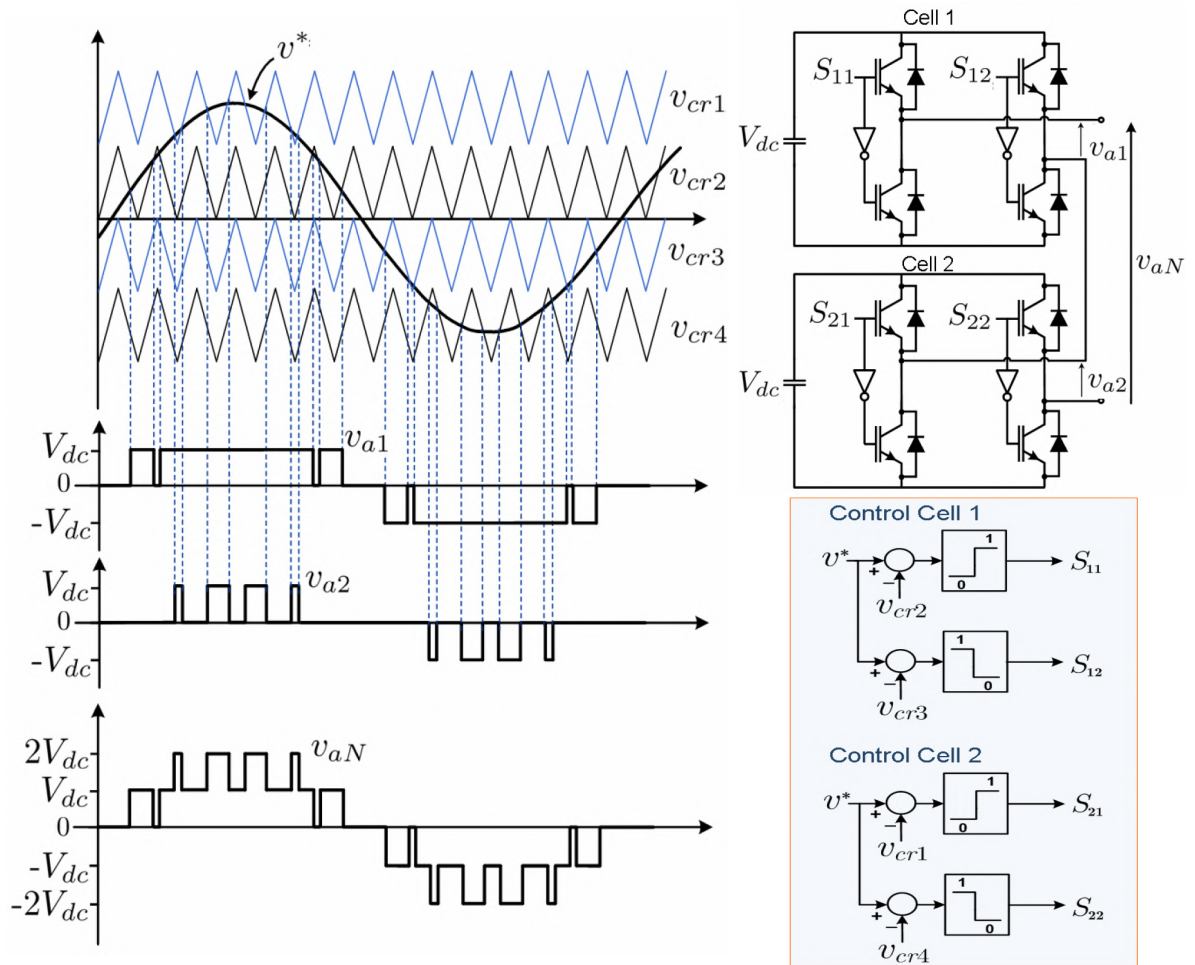 v*
v_cr1
v_cr2
v_cr3
v_cr4
V_dc
0
-V_dc
v_a1
V_dc
0
-V_dc
v_a2
2V_dc
V_dc
0
-V_dc
-2V_dc
v_aN
Cell 1
S_11
S_12
V_dc
v_a1
v_aN
Cell 2
S_21
S_22
V_dc
v_a2
Control Cell 1
v*
+
−
v_cr2
1
0
S_11
+
−
v_cr3
1
0
S_12
Control Cell 2
v*
+
−
v_cr1
1
0
S_21
+
−
v_cr4
1
0
S_22